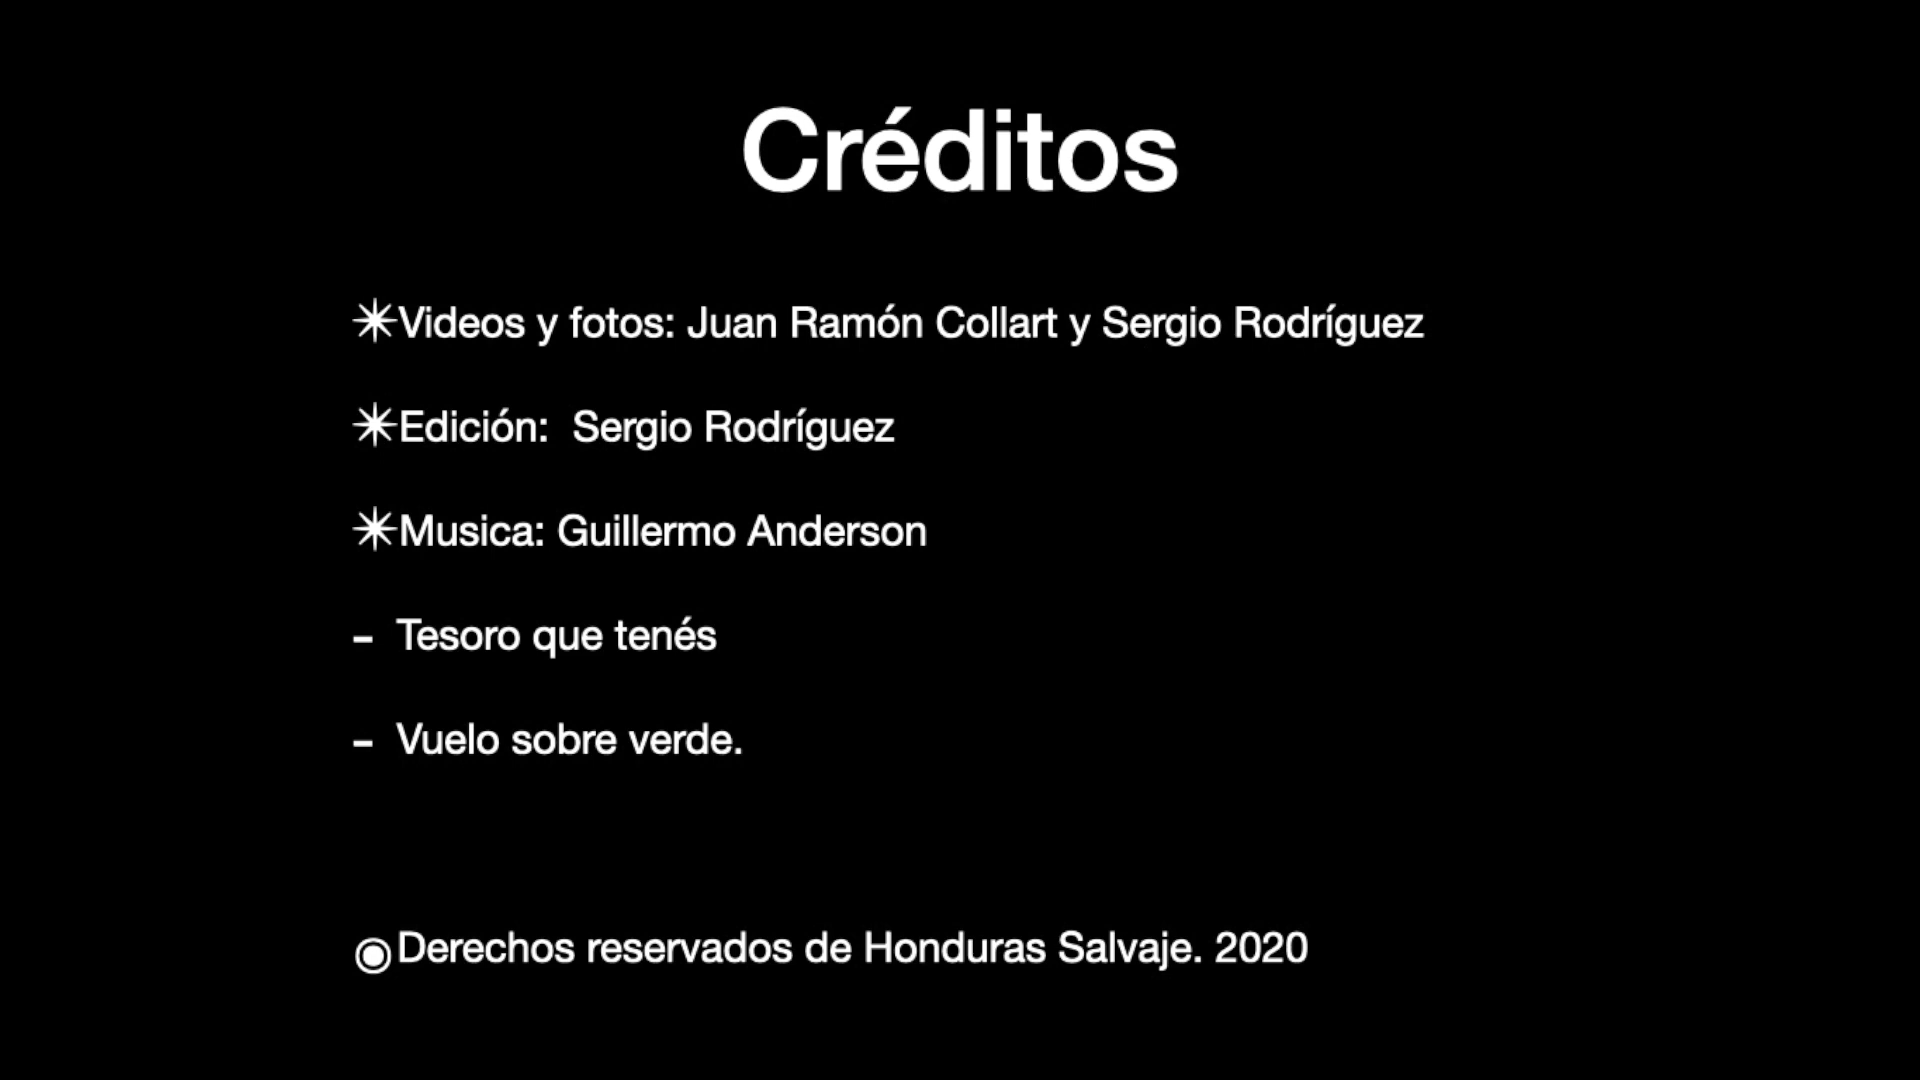 Créditos
✴Videos y fotos: Juan Ramón Collart y Sergio Rodríguez
✴Edición:  Sergio Rodríguez
✴Musica: Guillermo Anderson
- Tesoro que tenés
- Vuelo sobre verde.
◉Derechos reservados de Honduras Salvaje. 2020